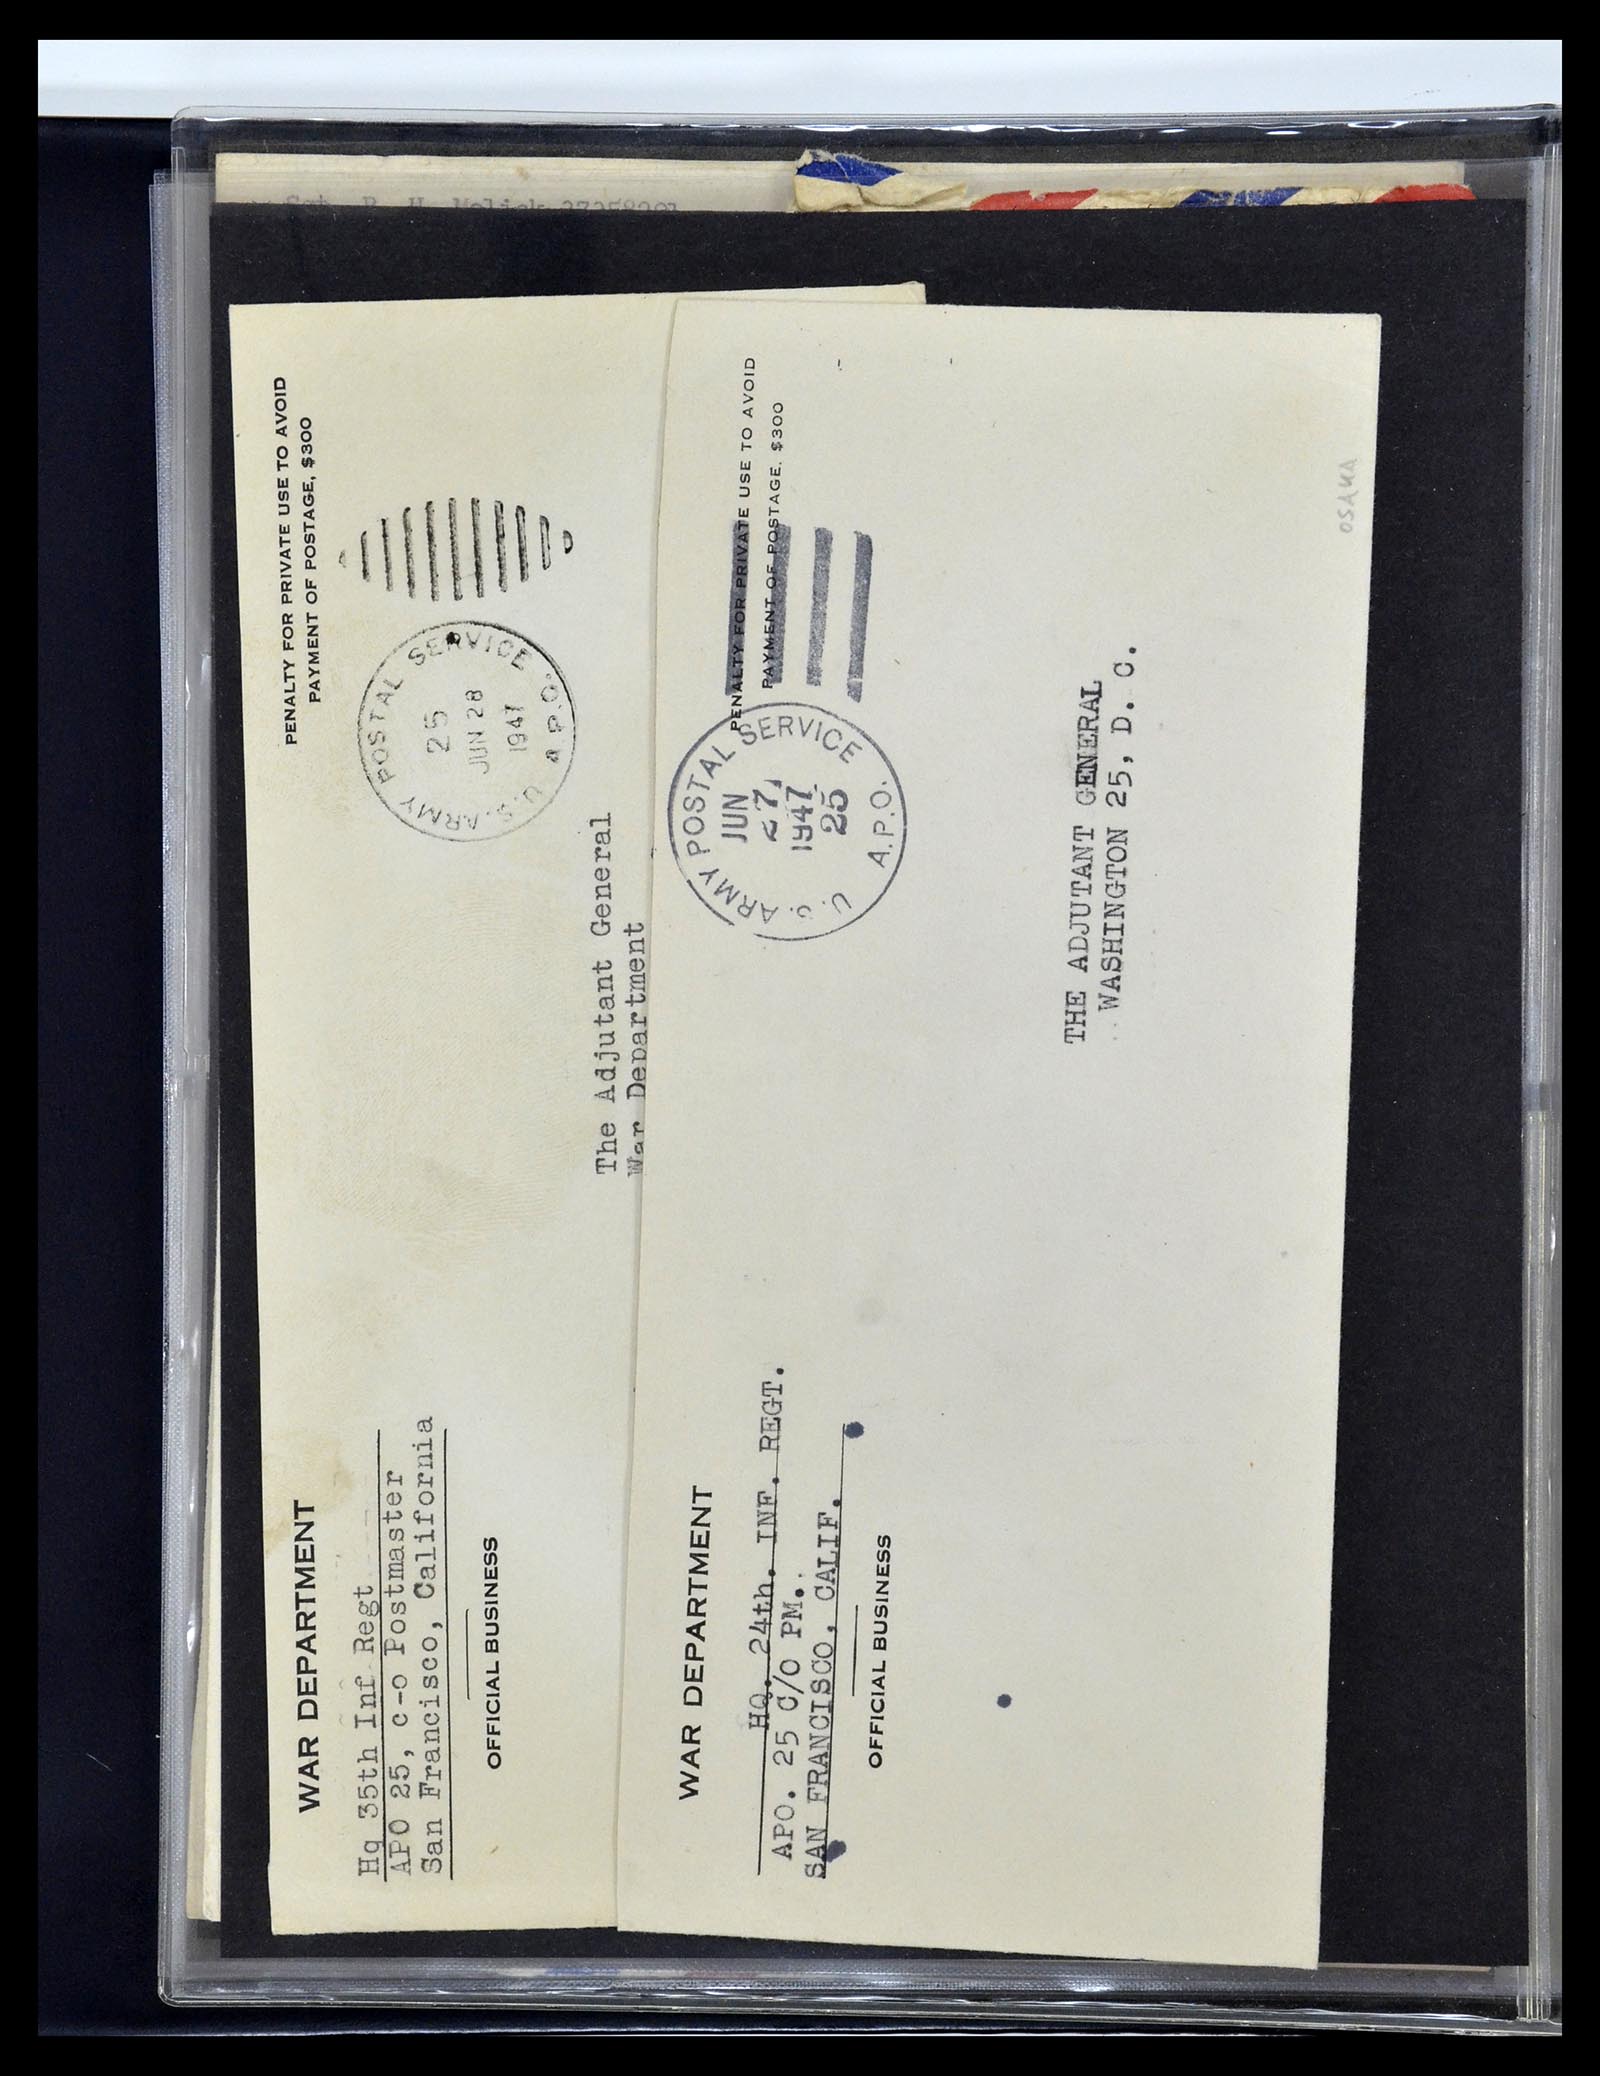 PENALTY FOR PRIVATE USE TO AVOID
PAYMENT OF POSTAGE, $300
U.S. ARMY POSTAL SERVICE
25
JUN 28
1947
A.P.O.
The Adjutant General
War Department
WAR DEPARTMENT
Hq 35th Inf Regt
APO 25, c-o Postmaster
San Francisco, California
OFFICIAL BUSINESS
PENALTY FOR PRIVATE USE TO AVOID
PAYMENT OF POSTAGE, $300
U.S. ARMY POSTAL SERVICE
JUN
27
1947
25
A.P.O.
THE ADJUTANT GENERAL
WASHINGTON 25, D. C.
WAR DEPARTMENT
HQ. 24th. INF. REGT.
APO. 25 C/O PM.
SAN FRANCISCO, CALIF.
OFFICIAL BUSINESS
OSAKA